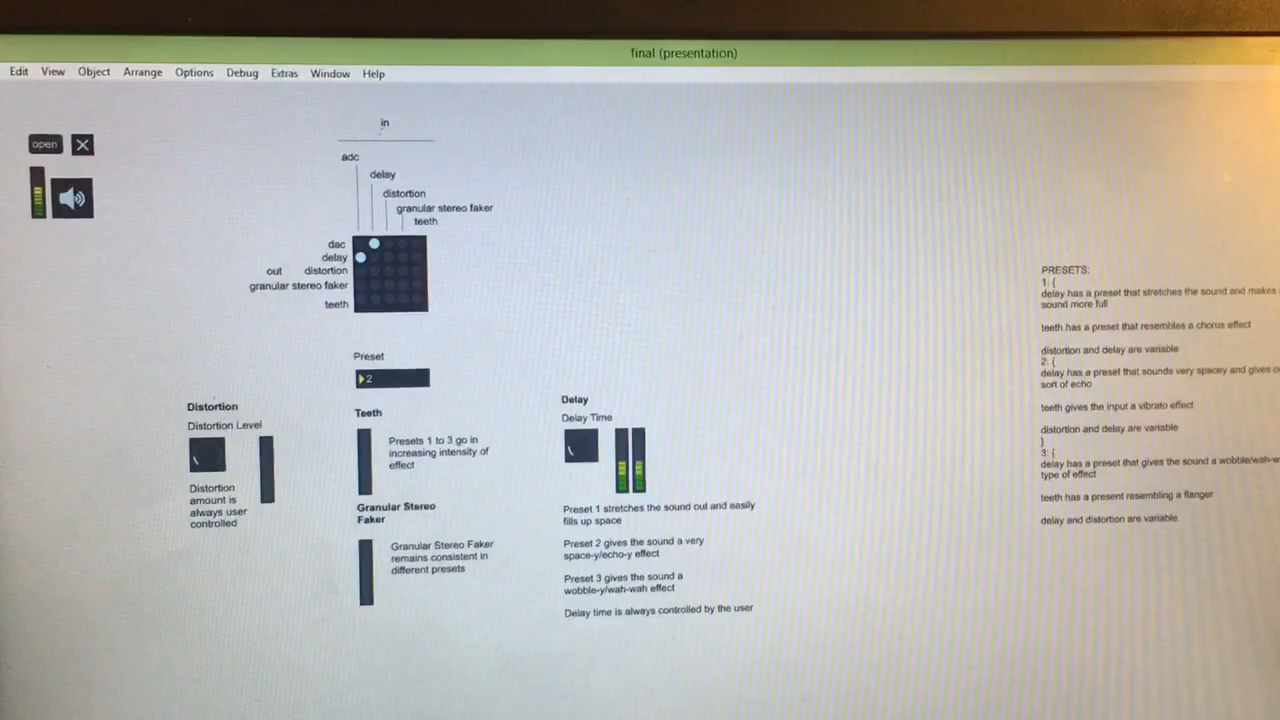 final (presentation)
Edit View Object Arrange Options Debug Extras Window Help
open
in
adc
delay
distortion
granular stereo faker
teeth
dac
delay
out distortion
granular stereo faker
teeth
Preset
2
Distortion
Distortion Level
Distortion
amount is
always user
controlled
Teeth
Presets 1 to 3 go in
increasing intensity of
effect
Granular Stereo
Faker
Granular Stereo Faker
remains consistent in
different presets
Delay
Delay Time
Preset 1 stretches the sound out and easily
fills up space
Preset 2 gives the sound a very
space-y/echo-y effect
Preset 3 gives the sound a
wobble-y/wah-wah effect
Delay time is always controlled by the user
PRESETS:
1: {
delay has a preset that stretches the sound and makes
sound more full
teeth has a preset that resembles a chorus effect
distortion and delay are variable
2: {
delay has a preset that sounds very spacey and gives
sort of echo
teeth gives the input a vibrato effect
distortion and delay are variable
}
3: {
delay has a preset that gives the sound a wobble/wah-w
type of effect
teeth has a present resembling a flanger
delay and distortion are variable